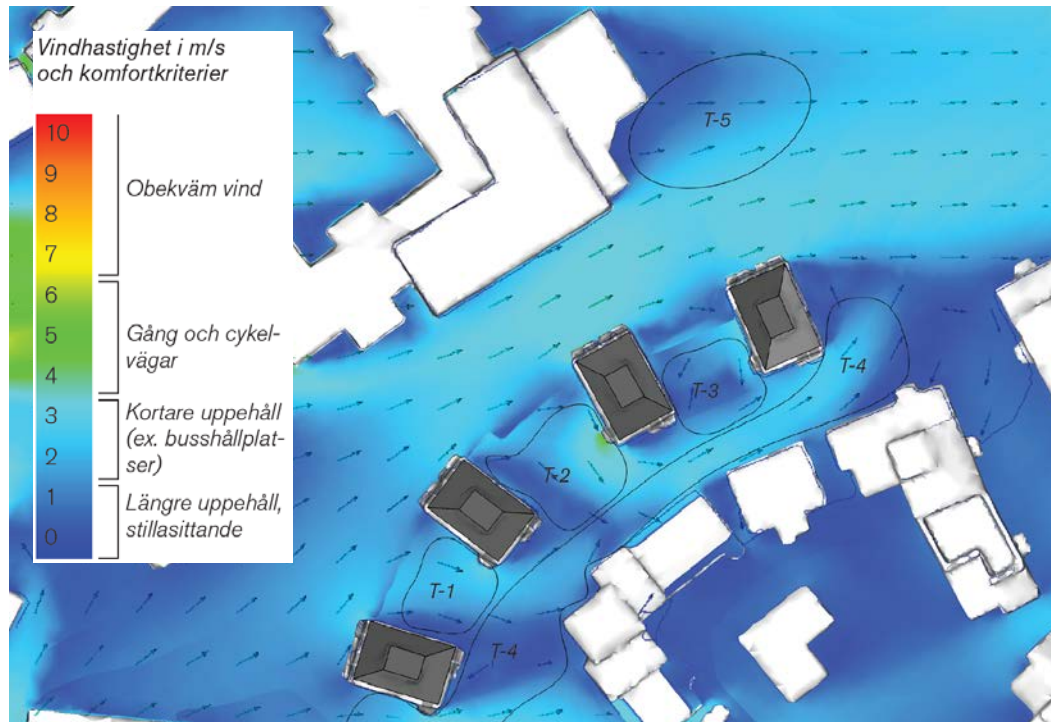 Vindhastighet i m/s
och komfortkriterier
10
9
8
7
6
5
4
3
2
1
0
Obekväm vind
Gång och cykel-
vägar
Kortare uppehåll
(ex. busshållplat-
ser)
Längre uppehåll,
stillasittande
T-5
T-4
T-3
T-2
T-1
T-4